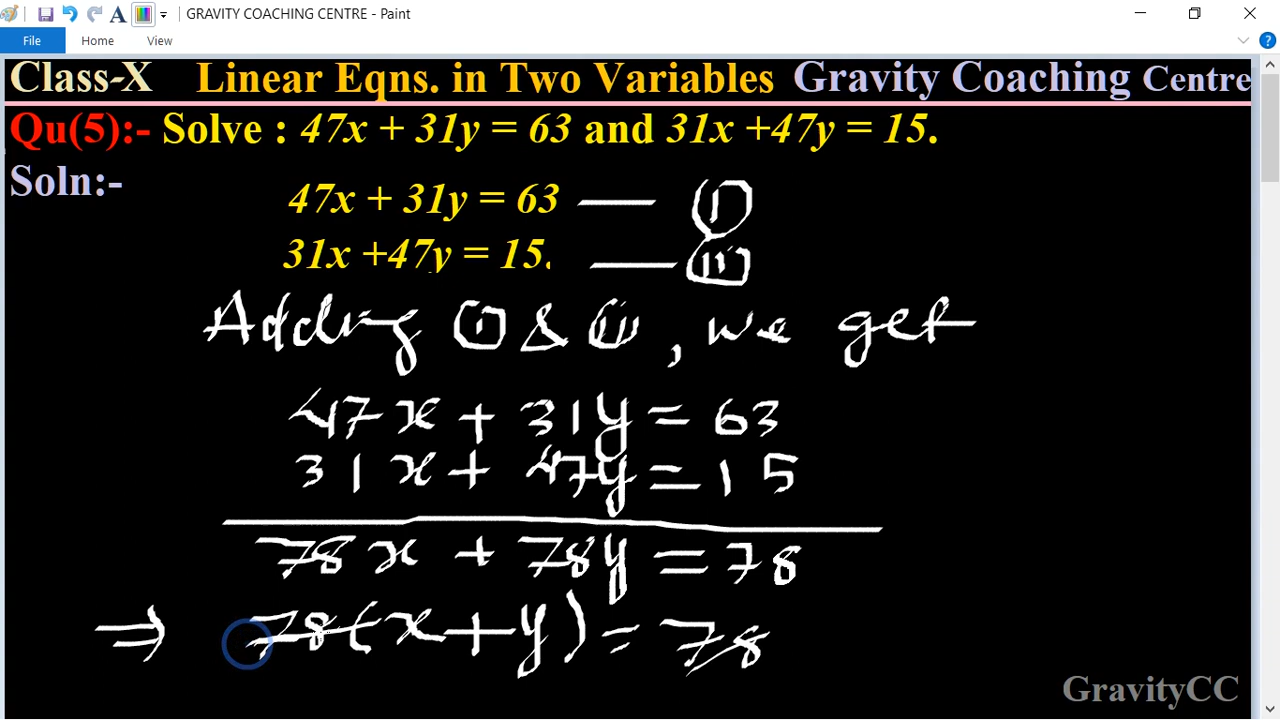 GRAVITY COACHING CENTRE - Paint
File Home View
Class-X Linear Eqns. in Two Variables Gravity Coaching Centre
Qu(5):- Solve : 47x + 31y = 63 and 31x +47y = 15.
Soln:-
47x + 31y = 63 — (i)
31x +47y = 15. — (ii)
Adding (i) & (ii), we get
47x + 31y = 63
31x + 47y = 15
78x + 78y = 78
⇒ 78(x+y) = 78
GravityCC